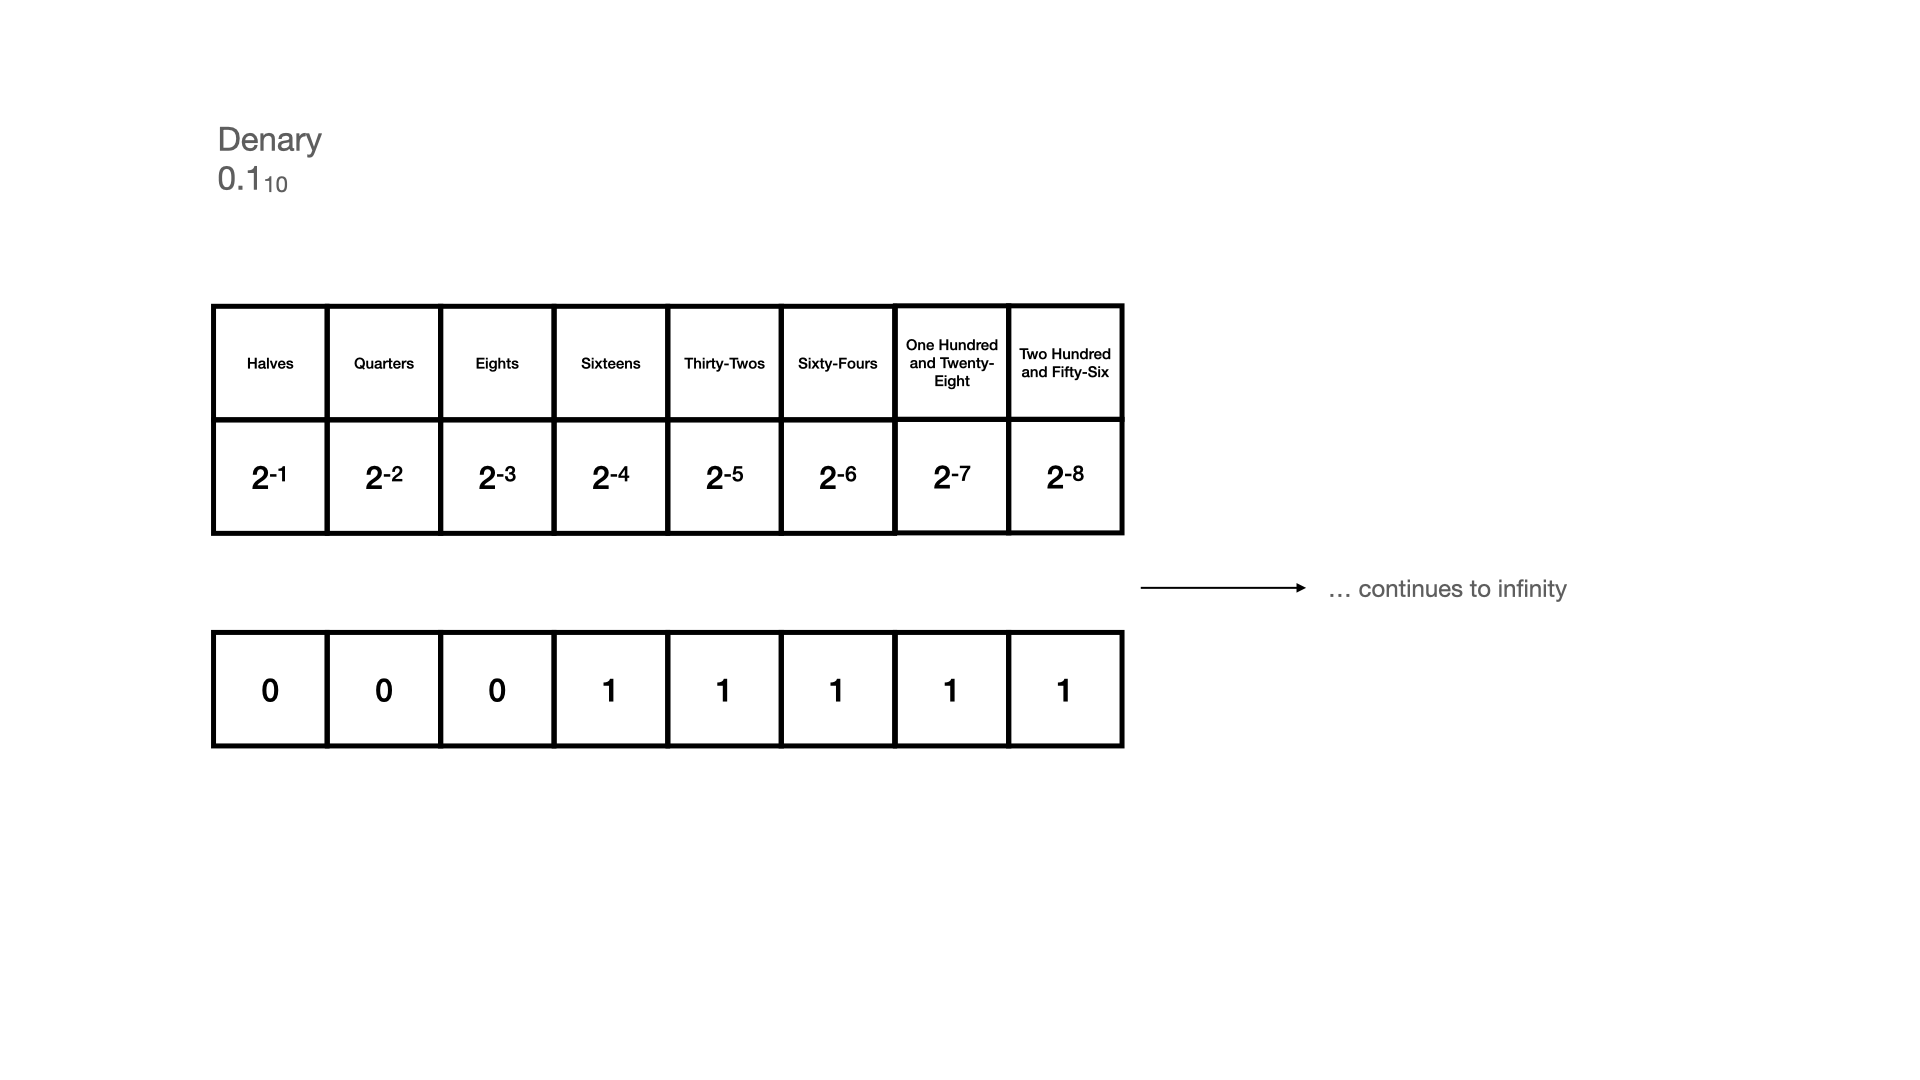 Denary
0.1₁₀
Halves Quarters Eights Sixteens Thirty-Twos Sixty-Fours One Hundred and Twenty-Eight Two Hundred and Fifty-Six
2⁻¹ 2⁻² 2⁻³ 2⁻⁴ 2⁻⁵ 2⁻⁶ 2⁻⁷ 2⁻⁸
… continues to infinity
0 0 0 1 1 1 1 1